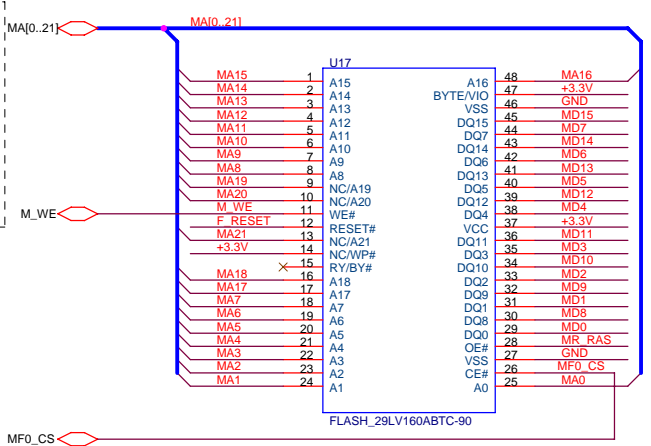 MA[0..21] MA[0..21]
U17
MA15 1 A15 A16 48 MA16
MA14 2 A14 BYTE/VIO 47 +3.3V
MA13 3 A13 VSS 46 GND
MA12 4 A12 DQ15 45 MD15
MA11 5 A11 DQ7 44 MD7
MA10 6 A10 DQ14 43 MD14
MA9 7 A9 DQ6 42 MD6
MA8 8 A8 DQ13 41 MD13
MA19 9 NC/A19 DQ5 40 MD5
MA20 10 NC/A20 DQ12 39 MD12
M_WE M_WE 11 WE# DQ4 38 MD4
F_RESET 12 RESET# VCC 37 +3.3V
MA21 13 NC/A21 DQ11 36 MD11
+3.3V 14 NC/WP# DQ3 35 MD3
15 RY/BY# DQ10 34 MD10
MA18 16 A18 DQ2 33 MD2
MA17 17 A17 DQ9 32 MD9
MA7 18 A7 DQ1 31 MD1
MA6 19 A6 DQ8 30 MD8
MA5 20 A5 DQ0 29 MD0
MA4 21 A4 OE# 28 MR_RAS
MA3 22 A3 VSS 27 GND
MA2 23 A2 CE# 26 MF0_CS
MA1 24 A1 A0 25 MA0
FLASH_29LV160ABTC-90
MF0_CS